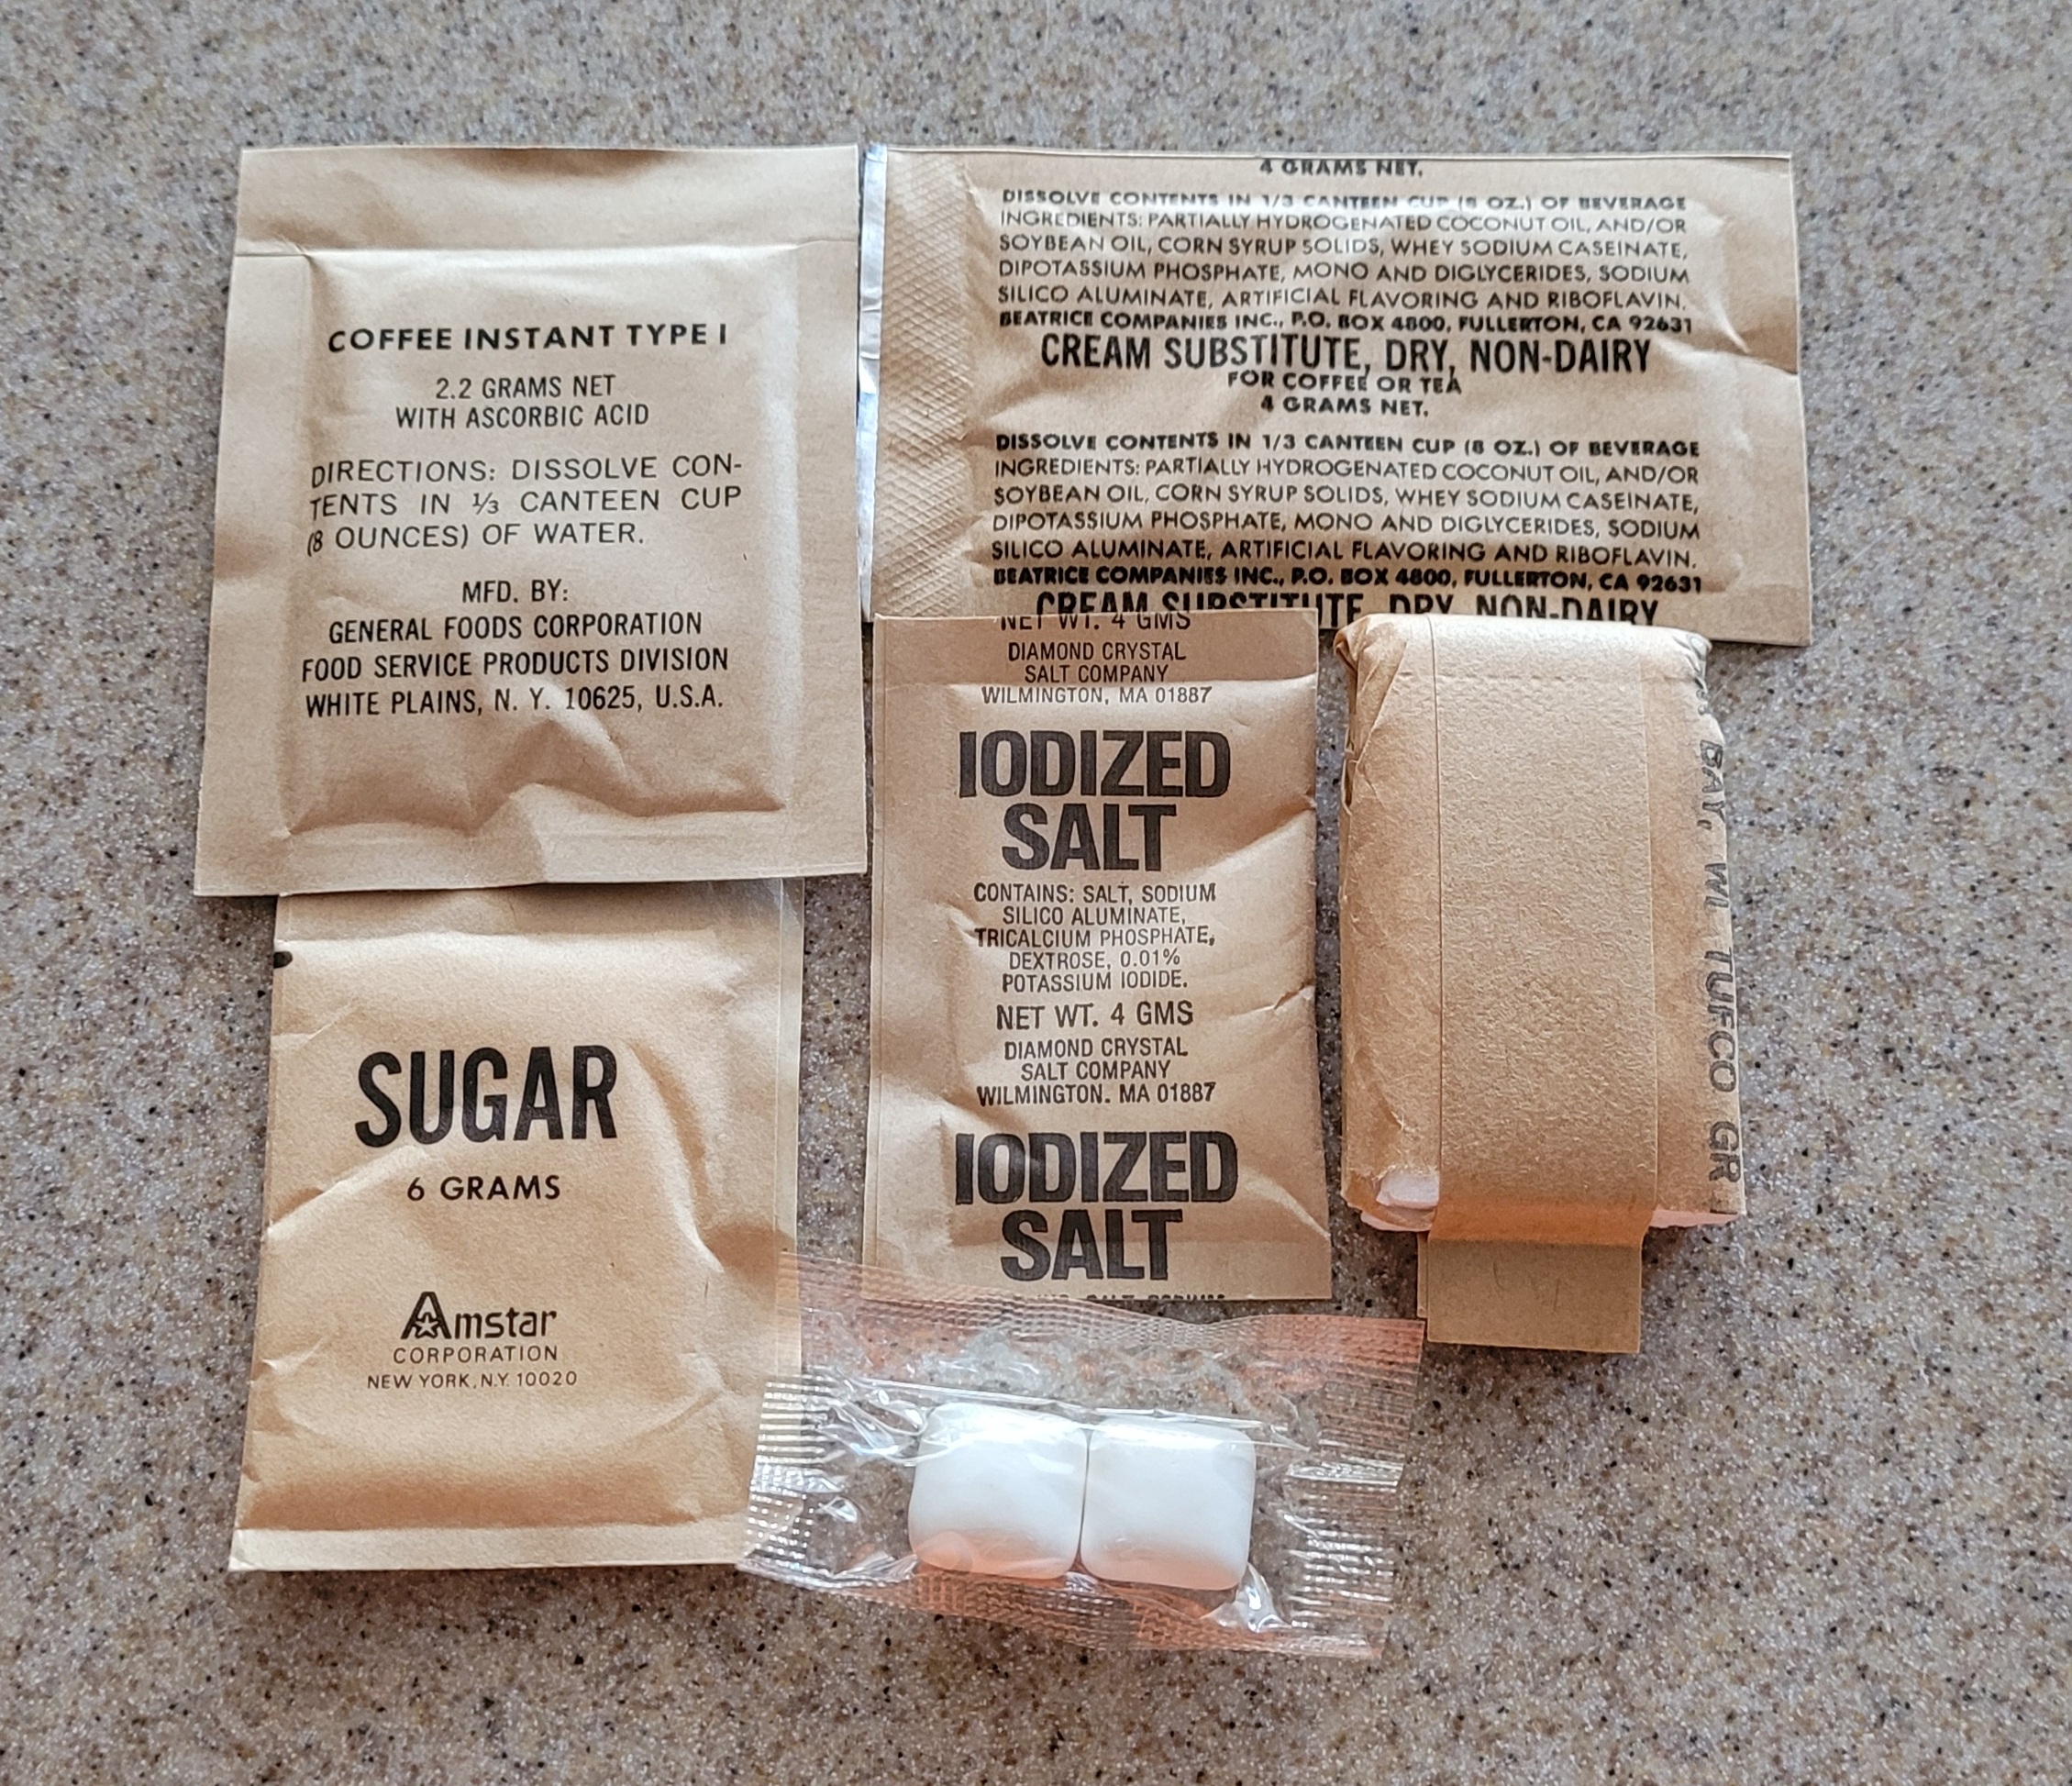 COFFEE INSTANT TYPE I
2.2 GRAMS NET
WITH ASCORBIC ACID
DIRECTIONS: DISSOLVE CON-
TENTS IN ⅓ CANTEEN CUP
(8 OUNCES) OF WATER.
MFD. BY:
GENERAL FOODS CORPORATION
FOOD SERVICE PRODUCTS DIVISION
WHITE PLAINS, N. Y. 10625, U.S.A.
4 GRAMS NET.
DISSOLVE CONTENTS IN 1/3 CANTEEN CUP (8 OZ.) OF BEVERAGE
INGREDIENTS: PARTIALLY HYDROGENATED COCONUT OIL, AND/OR
SOYBEAN OIL, CORN SYRUP SOLIDS, WHEY SODIUM CASEINATE,
DIPOTASSIUM PHOSPHATE, MONO AND DIGLYCERIDES, SODIUM
SILICO ALUMINATE, ARTIFICIAL FLAVORING AND RIBOFLAVIN.
BEATRICE COMPANIES INC., P.O. BOX 4800, FULLERTON, CA 92631
CREAM SUBSTITUTE, DRY, NON-DAIRY
FOR COFFEE OR TEA
4 GRAMS NET.
DISSOLVE CONTENTS IN 1/3 CANTEEN CUP (8 OZ.) OF BEVERAGE
INGREDIENTS: PARTIALLY HYDROGENATED COCONUT OIL, AND/OR
SOYBEAN OIL, CORN SYRUP SOLIDS, WHEY SODIUM CASEINATE,
DIPOTASSIUM PHOSPHATE, MONO AND DIGLYCERIDES, SODIUM
SILICO ALUMINATE, ARTIFICIAL FLAVORING AND RIBOFLAVIN.
BEATRICE COMPANIES INC., P.O. BOX 4800, FULLERTON, CA 92631
CREAM SUBSTITUTE, DRY, NON-DAIRY
SUGAR
6 GRAMS
Amstar
CORPORATION
NEW YORK, N.Y. 10020
NET WT. 4 GMS
DIAMOND CRYSTAL
SALT COMPANY
WILMINGTON, MA 01887
IODIZED
SALT
CONTAINS: SALT, SODIUM
SILICO ALUMINATE,
TRICALCIUM PHOSPHATE,
DEXTROSE, 0.01%
POTASSIUM IODIDE.
NET WT. 4 GMS
DIAMOND CRYSTAL
SALT COMPANY
WILMINGTON. MA 01887
IODIZED
SALT
BAY, WI TUFCO GR